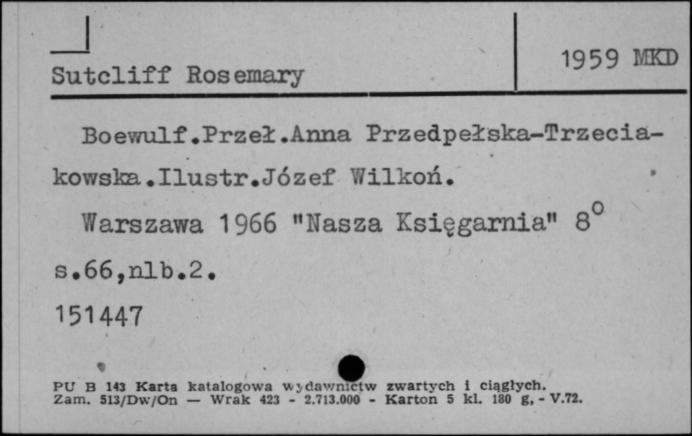 1959 MKD
Sutcliff Rosemary
Boewulf.Przeł.Anna Przedpełska-Trzecia-
kowska.Ilustr.Józef Wilkoń.
Warszawa 1966 "Nasza Księgarnia" 8°
s.66,nlb.2.
151447
PU B 143 Karta katalogowa wydawnictw zwartych i ciągłych.
Zam. 513/Dw/On — Wrak 423 - 2.713.000 - Karton 5 kl. 180 g, - V.72.